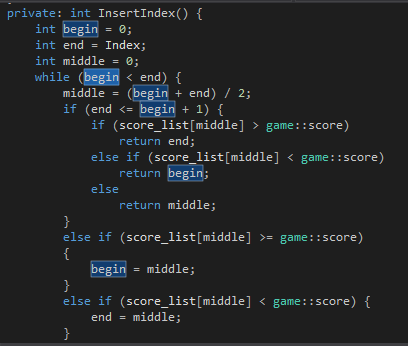 private: int InsertIndex() {
int begin = 0;
int end = Index;
int middle = 0;
while (begin < end) {
middle = (begin + end) / 2;
if (end <= begin + 1) {
if (score_list[middle] > game::score)
return end;
else if (score_list[middle] < game::score)
return begin;
else
return middle;
}
else if (score_list[middle] >= game::score)
{
begin = middle;
}
else if (score_list[middle] < game::score) {
end = middle;
}